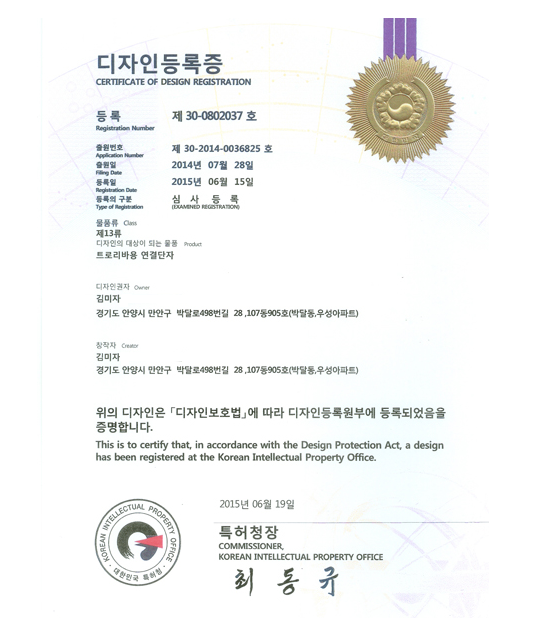 디자인등록증
CERTIFICATE OF DESIGN REGISTRATION
등록 제 30-0802037 호
Registration Number
출원번호 제 30-2014-0036825 호
Application Number
출원일 2014년 07월 28일
Filing Date
등록일 2015년 06월 15일
Registration Date
등록의 구분 심사등록
Type of Registration (EXAMINED REGISTRATION)
물품류 Class
제13류
디자인의 대상이 되는 물품 Product
트로리바용 연결단자
디자인권자 Owner
김미자
경기도 안양시 만안구 박달로498번길 28 ,107동905호(박달동,우성아파트)
창작자 Creator
김미자
경기도 안양시 만안구 박달로498번길 28 ,107동905호(박달동,우성아파트)
위의 디자인은 「디자인보호법」에 따라 디자인등록원부에 등록되었음을
증명합니다.
This is to certify that, in accordance with the Design Protection Act, a design
has been registered at the Korean Intellectual Property Office.
2015년 06월 19일
특허청장
COMMISSIONER,
KOREAN INTELLECTUAL PROPERTY OFFICE
최동규
KOREAN INTELLECTUAL PROPERTY OFFICE
대한민국 특허청